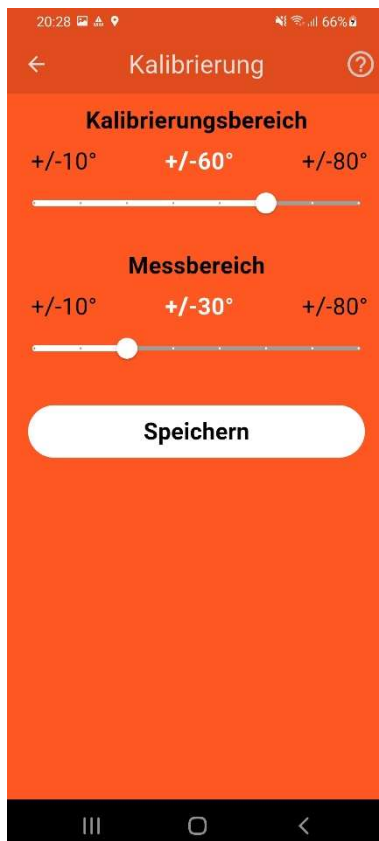 20:28 66%
Kalibrierung ?
Kalibrierungsbereich
+/-10° +/-60° +/-80°
Messbereich
+/-10° +/-30° +/-80°
Speichern